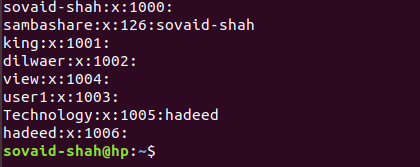 sovaid-shah:x:1000:
sambashare:x:126:sovaid-shah
king:x:1001:
dilwaer:x:1002:
view:x:1004:
user1:x:1003:
Technology:x:1005:hadeed
hadeed:x:1006:
sovaid-shah@hp:~$